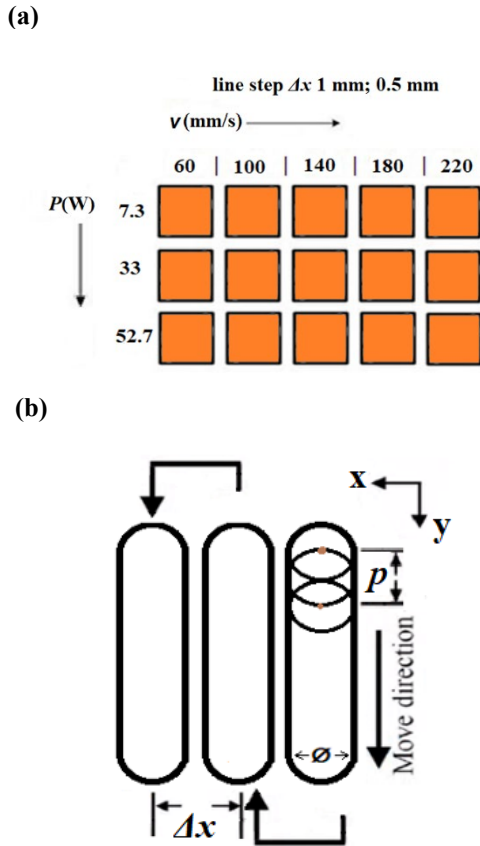 (a)
line step Δx 1 mm; 0.5 mm
v(mm/s)
60 | 100 | 140 | 180 | 220
P(W)
7.3
33
52.7
(b)
x
y
p
Move direction
ø
Δx